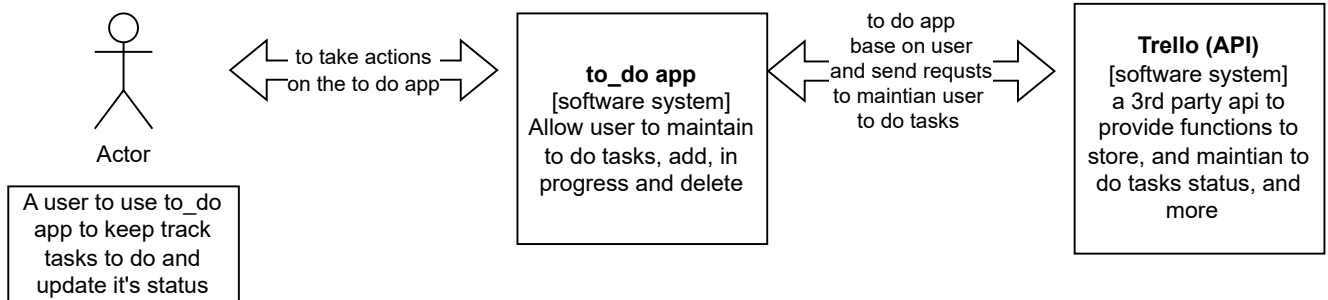 Actor
A user to use to_do
app to keep track
tasks to do and
update it's status
to take actions
on the to do app
to_do app
[software system]
Allow user to maintain
to do tasks, add, in
progress and delete
to do app
base on user
and send requsts
to maintian user
to do tasks
Trello (API)
[software system]
a 3rd party api to
provide functions to
store, and maintian to
do tasks status, and
more